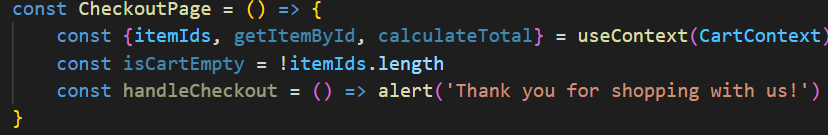 const CheckoutPage = () => {
    const {itemIds, getItemById, calculateTotal} = useContext(CartContext)
    const isCartEmpty = !itemIds.length
    const handleCheckout = () => alert('Thank you for shopping with us!')
}